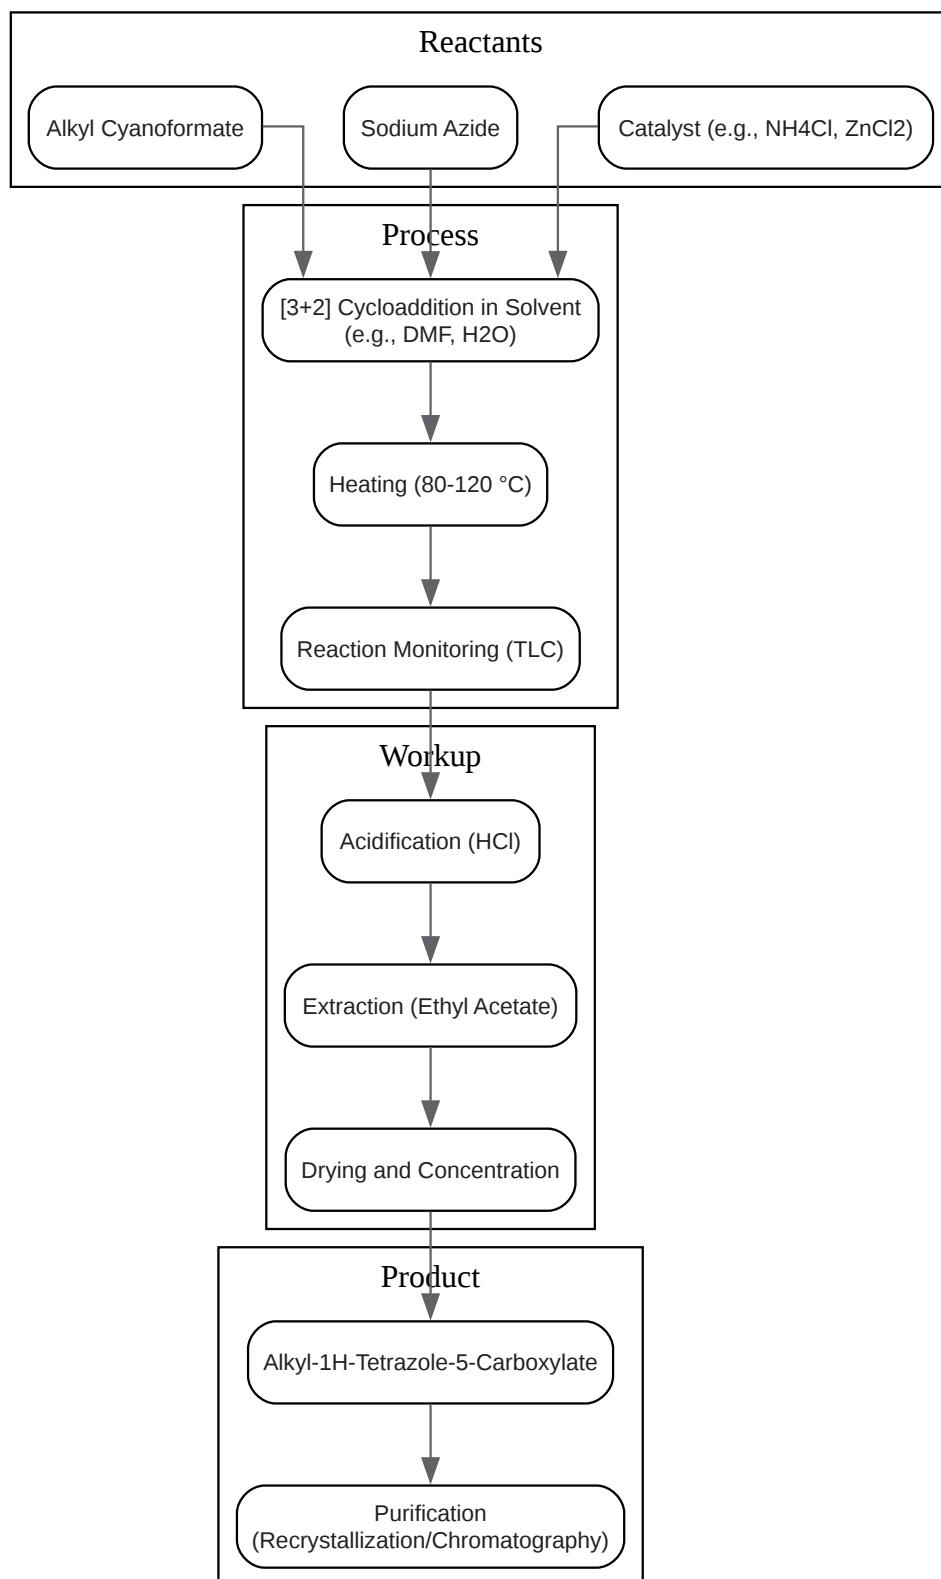 Reactants
Alkyl Cyanoformate
Sodium Azide
Catalyst (e.g., NH4Cl, ZnCl2)
Process
[3+2] Cycloaddition in Solvent
(e.g., DMF, H2O)
Heating (80-120 °C)
Reaction Monitoring (TLC)
Workup
Acidification (HCl)
Extraction (Ethyl Acetate)
Drying and Concentration
Product
Alkyl-1H-Tetrazole-5-Carboxylate
Purification
(Recrystallization/Chromatography)